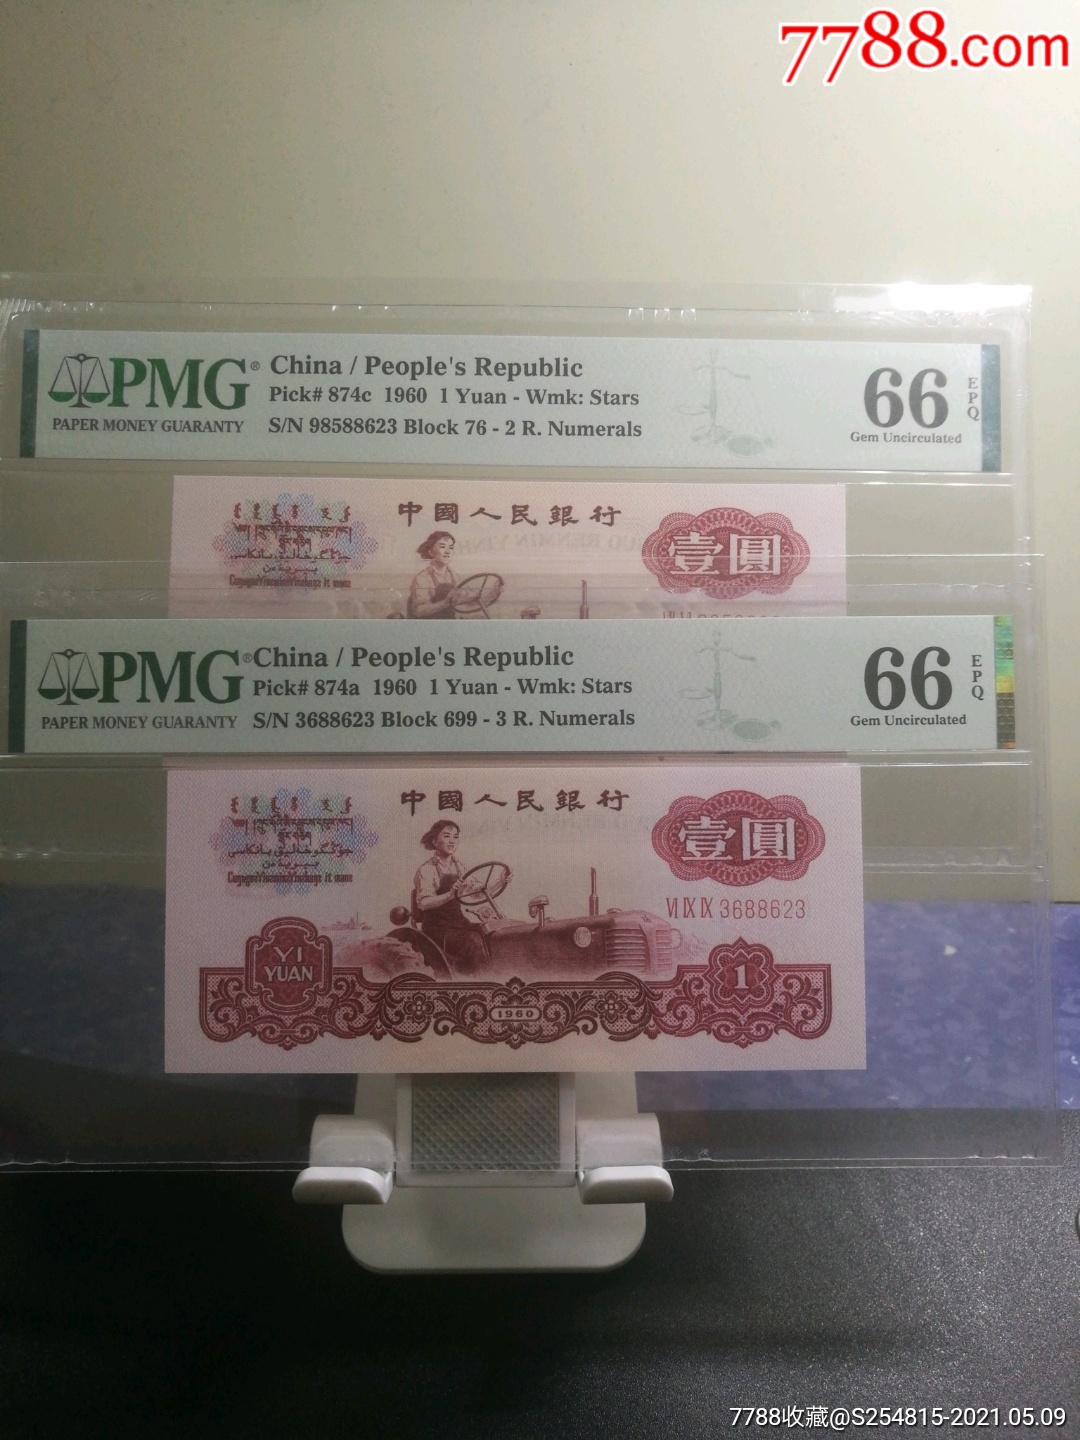 7788.com
PMG®
PAPER MONEY GUARANTY
China / People's Republic
Pick# 874c 1960 1 Yuan - Wmk: Stars
S/N 98588623 Block 76 - 2 R. Numerals
66
EPQ
Gem Uncirculated
中國人民銀行
壹圓
PMG®
PAPER MONEY GUARANTY
China / People's Republic
Pick# 874a 1960 1 Yuan - Wmk: Stars
S/N 3688623 Block 699 - 3 R. Numerals
66
EPQ
Gem Uncirculated
中國人民銀行
壹圓
VI IX IX 3688623
YI
YUAN
1
1960
7788收藏@S254815-2021.05.09